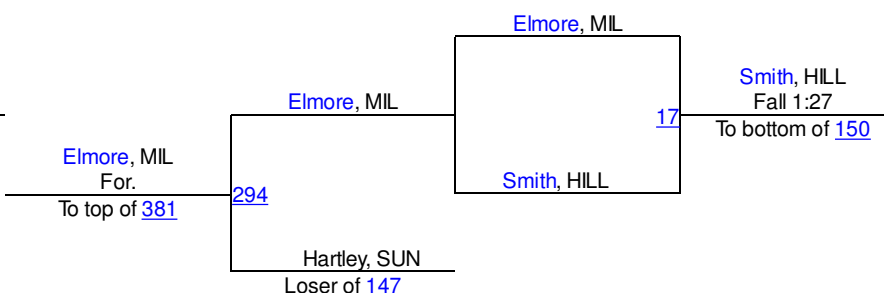 Elmore, MIL
Smith, HILL
Fall 1:27
Elmore, MIL
17
To bottom of 150
Elmore, MIL
For.
Smith, HILL
294
To top of 381
Hartley, SUN
Loser of 147